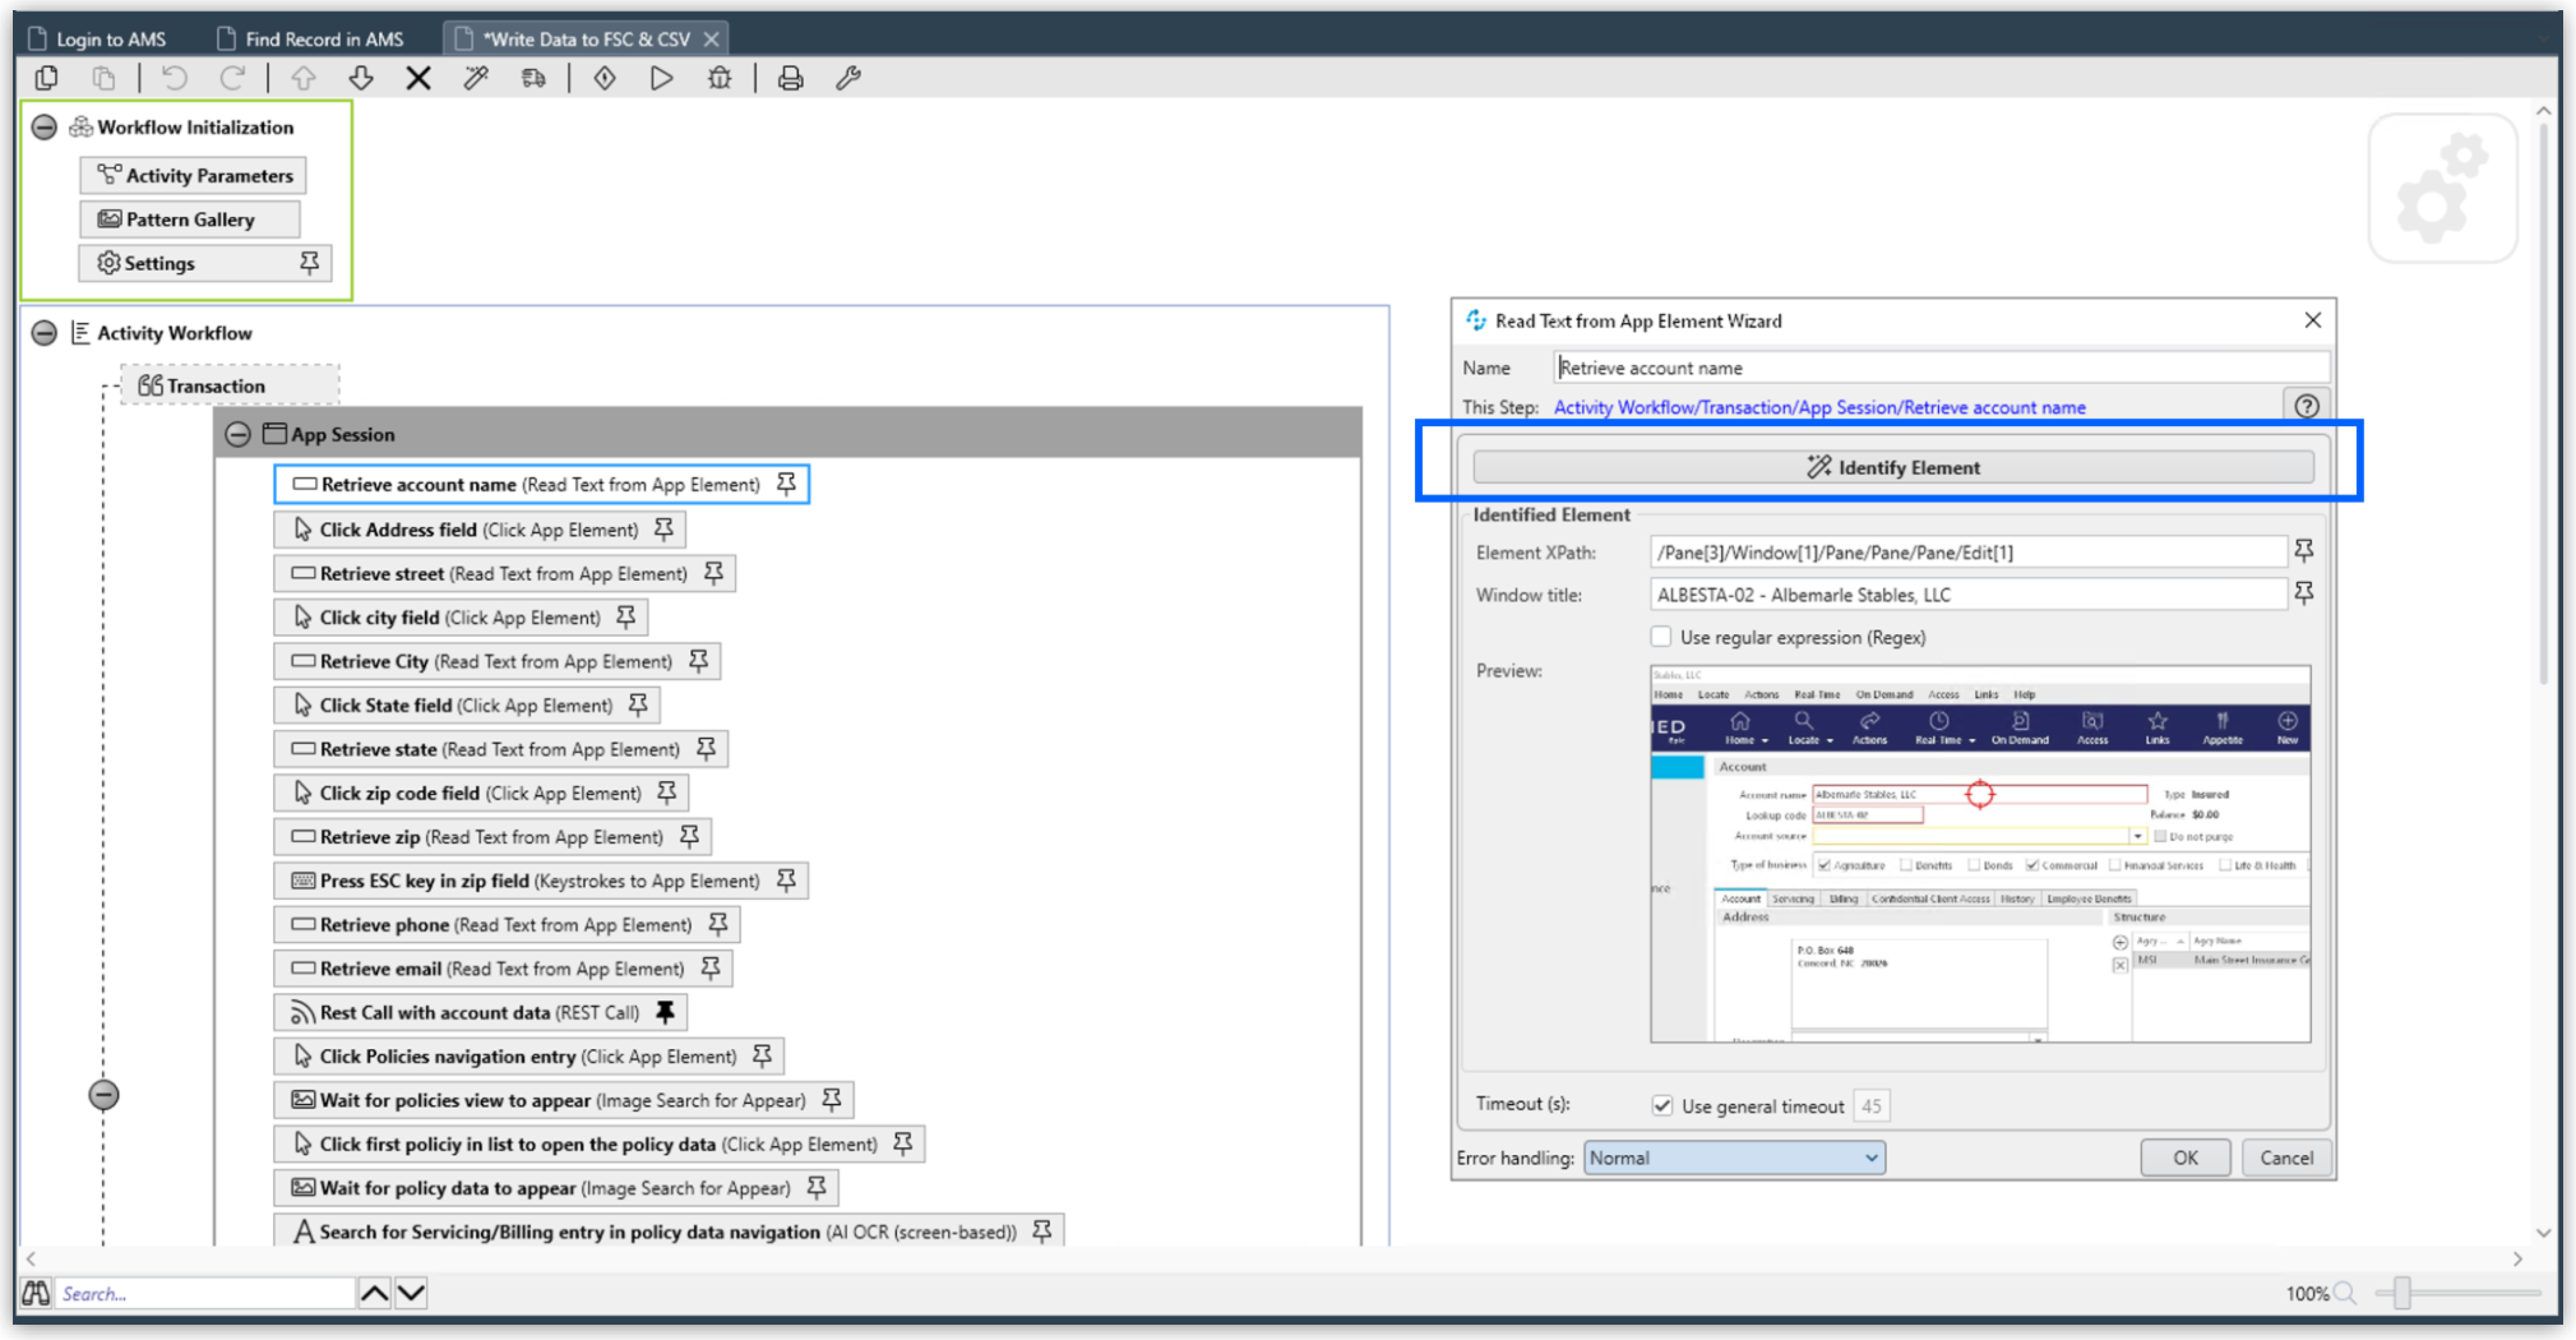 Login to AMS
Find Record in AMS
*Write Data to FSC & CSV
Workflow Initialization
Activity Parameters
Pattern Gallery
Settings
Activity Workflow
Transaction
App Session
Retrieve account name (Read Text from App Element)
Click Address field (Click App Element)
Retrieve street (Read Text from App Element)
Click city field (Click App Element)
Retrieve City (Read Text from App Element)
Click State field (Click App Element)
Retrieve state (Read Text from App Element)
Click zip code field (Click App Element)
Retrieve zip (Read Text from App Element)
Press ESC key in zip field (Keystrokes to App Element)
Retrieve phone (Read Text from App Element)
Retrieve email (Read Text from App Element)
Rest Call with account data (REST Call)
Click Policies navigation entry (Click App Element)
Wait for policies view to appear (Image Search for Appear)
Click first policiy in list to open the policy data (Click App Element)
Wait for policy data to appear (Image Search for Appear)
Search for Servicing/Billing entry in policy data navigation (AI OCR (screen-based))
Search...
100%
Read Text from App Element Wizard
Name Retrieve account name
This Step: Activity Workflow/Transaction/App Session/Retrieve account name
Identify Element
Identified Element
Element XPath: /Pane[3]/Window[1]/Pane/Pane/Pane/Edit[1]
Window title: ALBESTA-02 - Albemarle Stables, LLC
Use regular expression (Regex)
Preview:
Stables, LLC
Home Locate Actions Real-Time On Demand Access Links Help
IED
Epic
Home Locate Actions Real-Time On Demand Access Links Appetite New
Account
Account name Albemarle Stables, LLC Type Insured
Lookup code ALBESTA-02 Balance $0.00
Account source Do not purge
Type of business Agriculture Benefits Bonds Commercial Financial Services Life & Health
nce
Account Servicing Billing Confidential Client Access History Employee Benefits
Address Structure
Agcy ... Agcy Name
P.O. Box 648
MSI Main Street Insurance
Concord, NC
Timeout (s): Use general timeout 45
Error handling: Normal
OK
Cancel